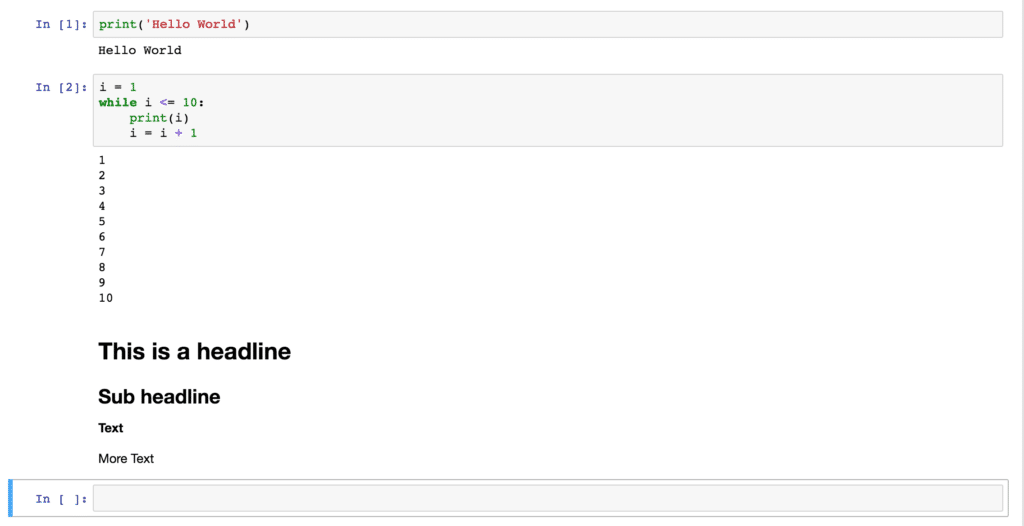 In [1]: print('Hello World')
Hello World
In [2]: i = 1
while i <= 10:
    print(i)
    i = i + 1
1
2
3
4
5
6
7
8
9
10
This is a headline
Sub headline
Text
More Text
In [ ]: